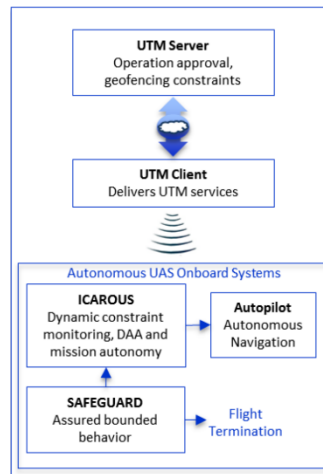 UTM Server
Operation approval,
geofencing constraints
UTM Client
Delivers UTM services
Autonomous UAS Onboard Systems
ICAROUS
Dynamic constraint
monitoring, DAA and
mission autonomy
Autopilot
Autonomous
Navigation
SAFEGUARD
Assured bounded
behavior
Flight
Termination